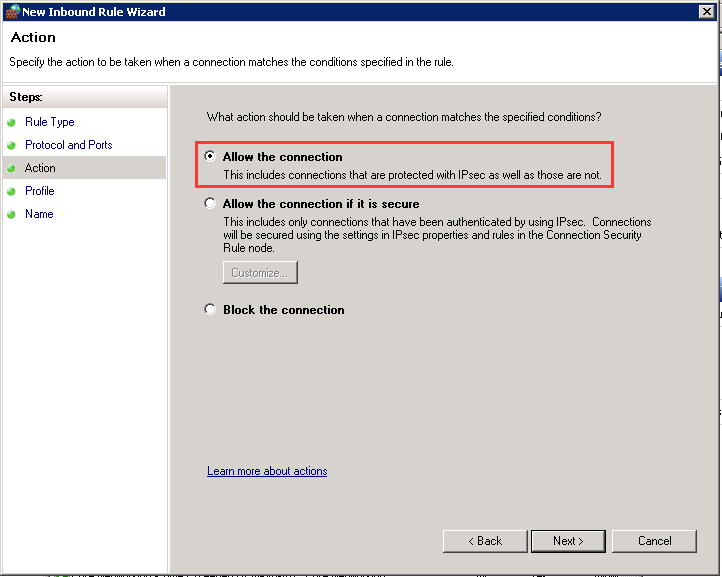 New Inbound Rule Wizard
Action
Specify the action to be taken when a connection matches the conditions specified in the rule.
Steps:
Rule Type
Protocol and Ports
Action
Profile
Name
What action should be taken when a connection matches the specified conditions?
Allow the connection
This includes connections that are protected with IPsec as well as those are not.
Allow the connection if it is secure
This includes only connections that have been authenticated by using IPsec. Connections
will be secured using the settings in IPsec properties and rules in the Connection Security
Rule node.
Customize...
Block the connection
Learn more about actions
< Back
Next >
Cancel